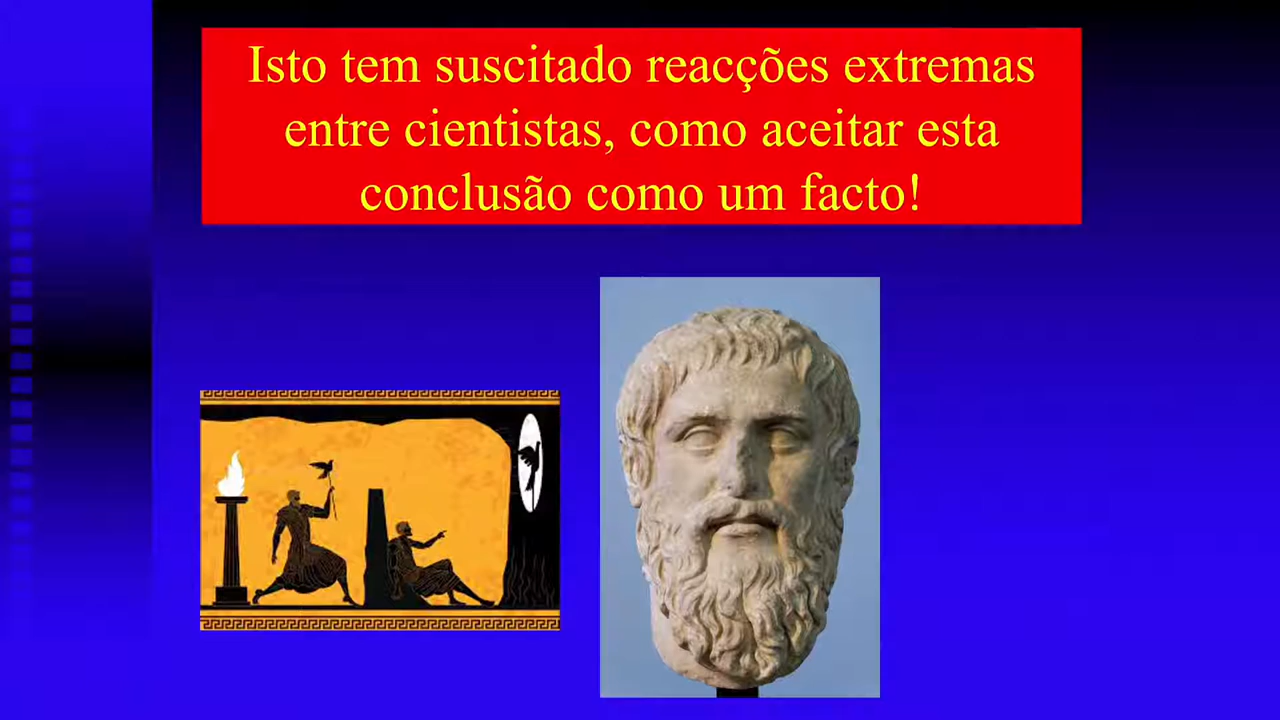 Isto tem suscitado reacções extremas
entre cientistas, como aceitar esta
conclusão como um facto!